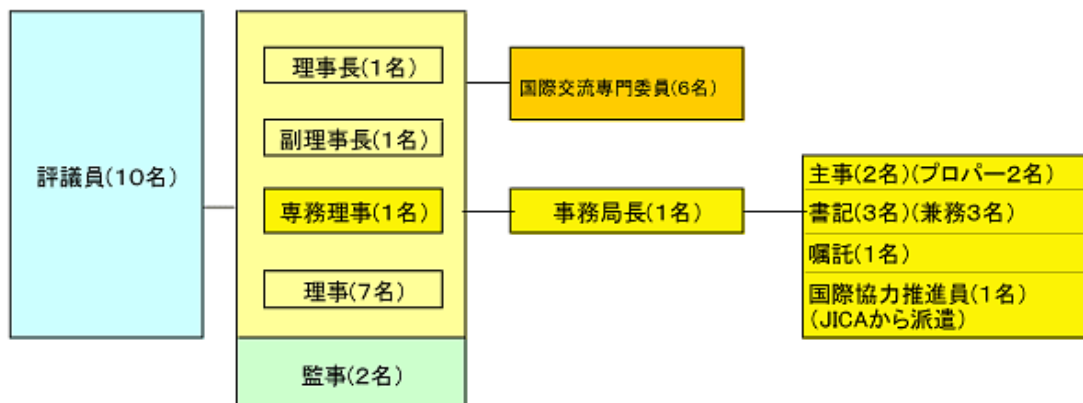 評議員(10名)
理事長(1名)
副理事長(1名)
専務理事(1名)
理事(7名)
監事(2名)
国際交流専門委員(6名)
事務局長(1名)
主事(2名)(プロパー2名)
書記(3名)(兼務3名)
嘱託(1名)
国際協力推進員(1名)
(JICAから派遣)